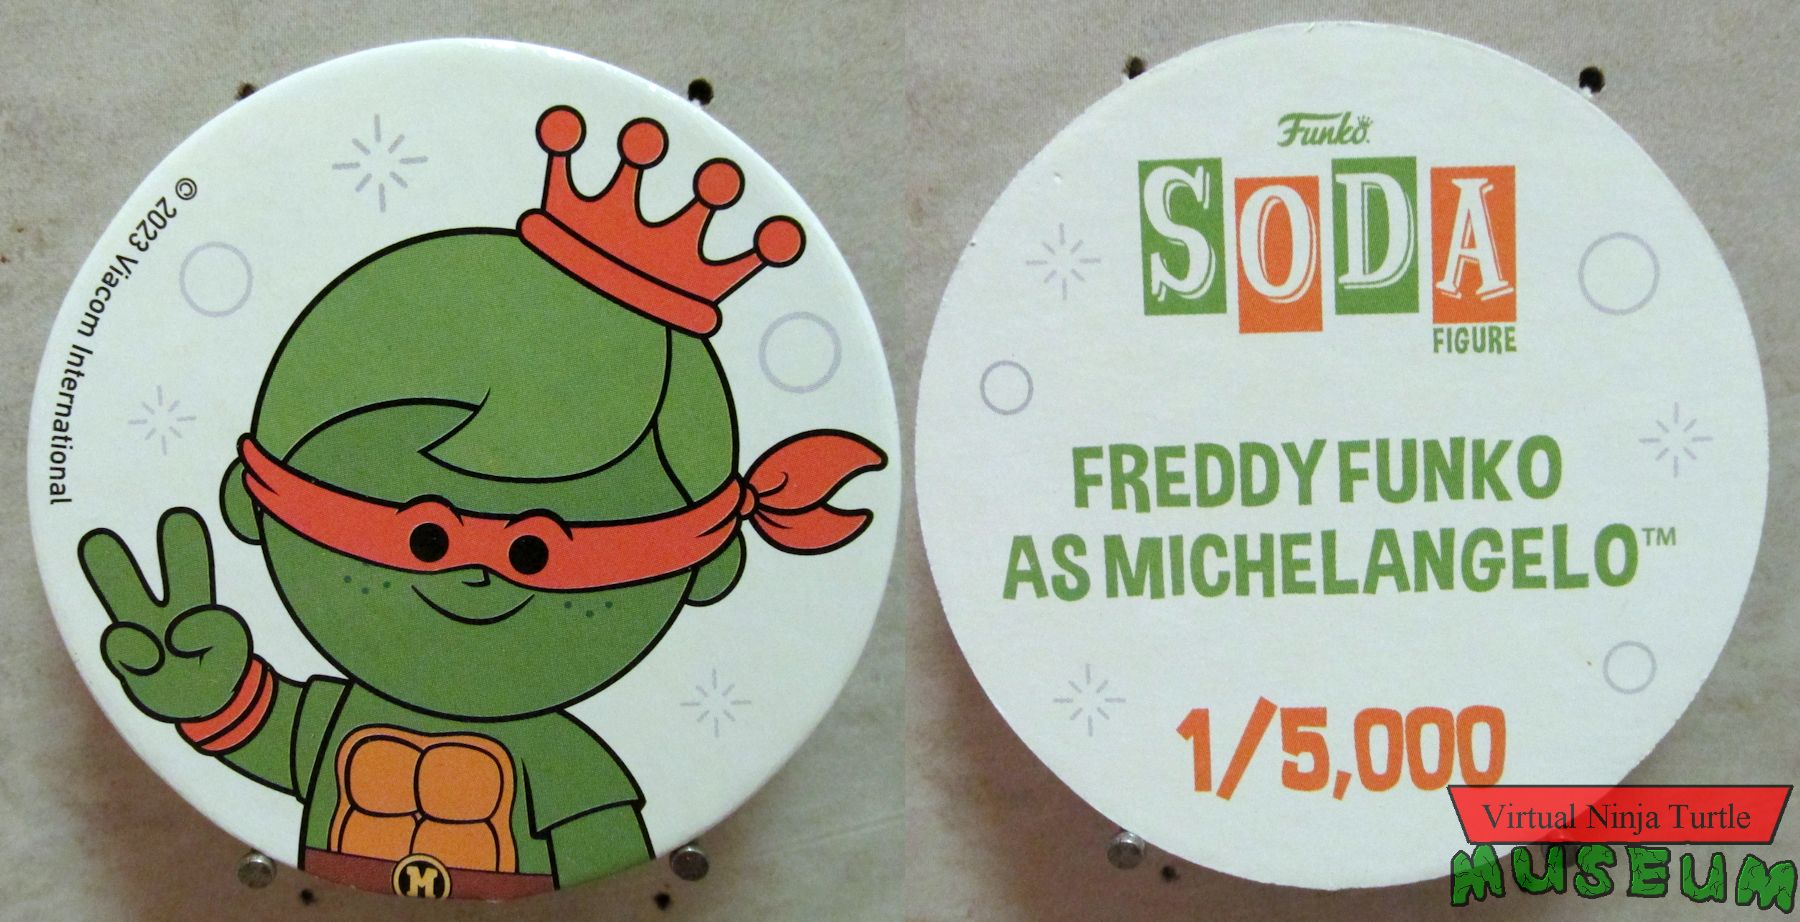 © 2023 Viacom International
M
Funko
SODA
FIGURE
FREDDY FUNKO
AS MICHELANGELO™
1/5,000
Virtual Ninja Turtle
MUSEUM